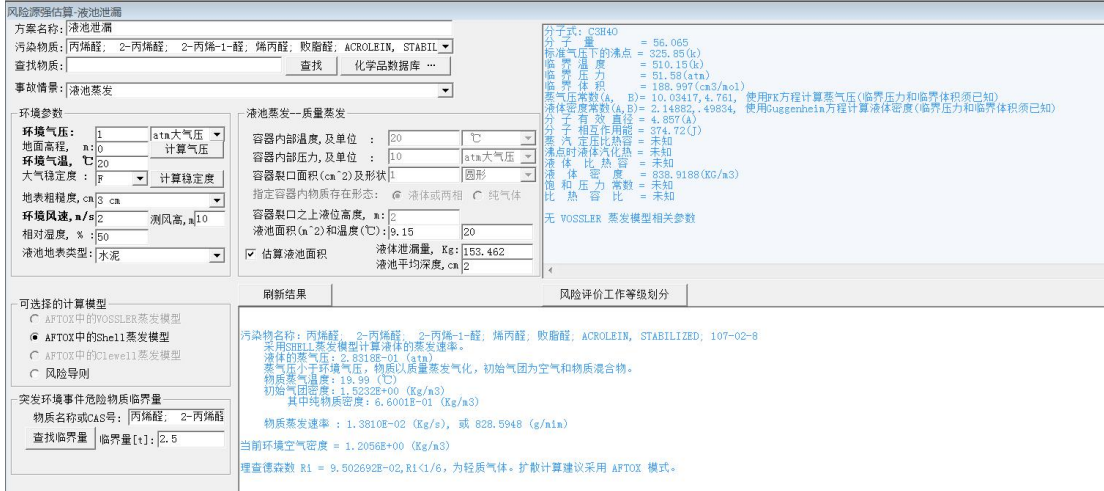 风险源强估算-液池泄漏
方案名称: 液池泄漏
污染物质: 丙烯醛; 2-丙烯醛; 2-丙烯-1-醛; 烯丙醛; 败脂醛; ACROLEIN, STABIL
查找物质: 查找 化学品数据库 …
事故情景: 液池蒸发
环境参数
环境气压: 1 atm大气压
地面高程, m: 0 计算气压
环境气温, ℃ 20
大气稳定度 : F 计算稳定度
地表粗糙度, cm 3 cm
环境风速, m/s 2 测风高, m 10
相对湿度, % : 50
液池地表类型: 水泥
液池蒸发--质量蒸发
容器内部温度, 及单位 : 20 ℃
容器内部压力, 及单位 : 10 atm大气压
容器裂口面积(cm^2)及形状 1 圆形
指定容器内物质存在形态: 液体或两相 纯气体
容器裂口之上液位高度, m: 2
液池面积(m^2)和温度(℃): 9.15 20
估算液池面积 液体泄漏量, Kg: 153.462
液池平均深度, cm 2
分子式: C3H4O
分 子 量 = 56.065
标准气压下的沸点 = 325.85(k)
临 界 温 度 = 510.15(k)
临 界 压 力 = 51.58(atm)
临 界 体 积 = 188.997(cm3/mol)
蒸气压常数(A, B)= 10.03417,4.761, 使用FK方程计算蒸气压(临界压力和临界体积须已知)
液体密度常数(A,B)= 2.14882,.49834, 使用Guggenheim方程计算液体密度(临界温度和临界体积须已知)
分 子 有 效 直径 = 4.857(A)
分 子 相互作用能 = 374.72(J)
蒸 汽 定压比热容 = 未知
沸点时液体汽化热 = 未知
液 体 比 热 容 = 未知
液 体 密 度 = 838.9188(KG/m3)
饱 和 压 力 常数 = 未知
比 热 容 比 = 未知
无 VOSSLER 蒸发模型相关参数
刷新结果 风险评价工作等级划分
可选择的计算模型
AFTOX中的VOSSLER蒸发模型
AFTOX中的Shell蒸发模型
AFTOX中的Clewell蒸发模型
风险导则
突发环境事件危险物质临界量
物质名称或CAS号: 丙烯醛; 2-丙烯醛
查找临界量 临界量[t]: 2.5
污染物名称: 丙烯醛; 2-丙烯醛; 2-丙烯-1-醛; 烯丙醛; 败脂醛; ACROLEIN, STABILIZED; 107-02-8
采用SHELL蒸发模型计算液体的蒸发速率。
液体的蒸气压: 2.8318E-01 (atm)
蒸气压小于环境气压, 物质以质量蒸发气化, 初始气团为空气和物质混合物。
物质蒸气温度: 19.99 (℃)
初始气团密度: 1.5232E+00 (Kg/m3)
其中纯物质密度: 6.6001E-01 (Kg/m3)
物质蒸发速率 : 1.3810E-02 (Kg/s), 或 828.5948 (g/min)
当前环境空气密度 = 1.2056E+00 (Kg/m3)
理查德森数 Ri = 9.502692E-02,Ri<1/6, 为轻质气体。扩散计算建议采用 AFTOX 模式。